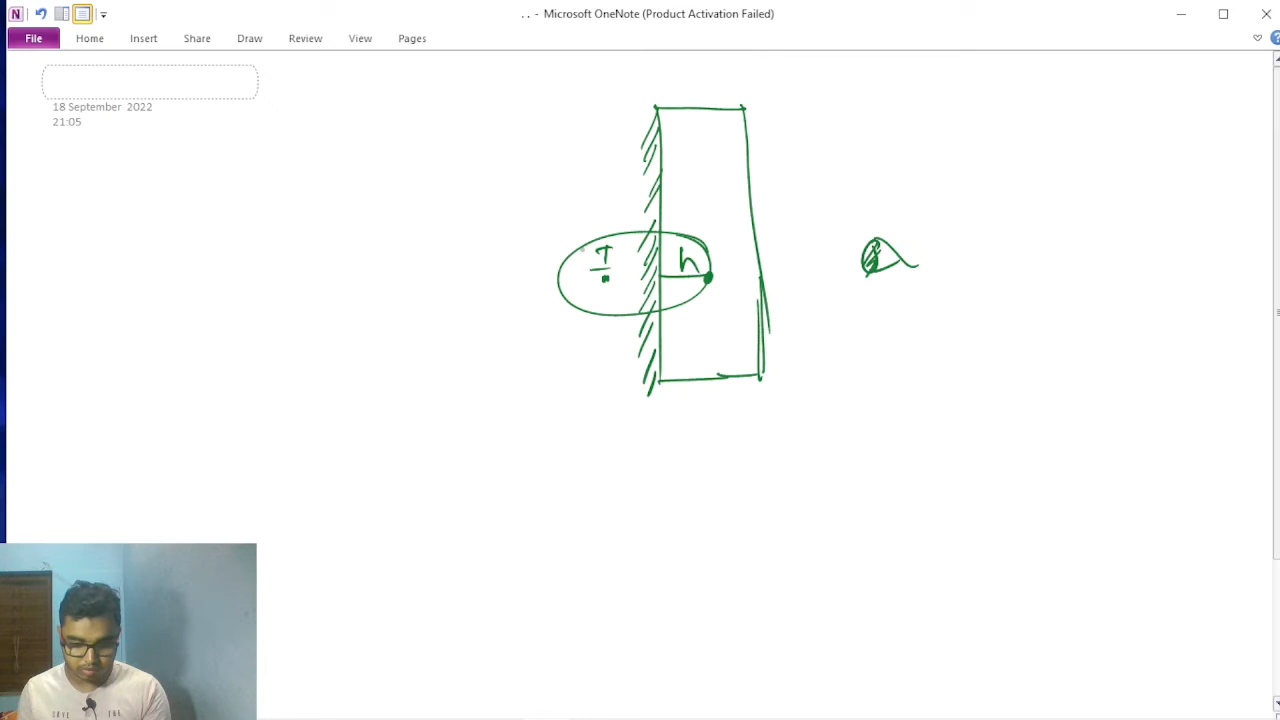 .. - Microsoft OneNote (Product Activation Failed)
File Home Insert Share Draw Review View Pages
18 September 2022
21:05
h